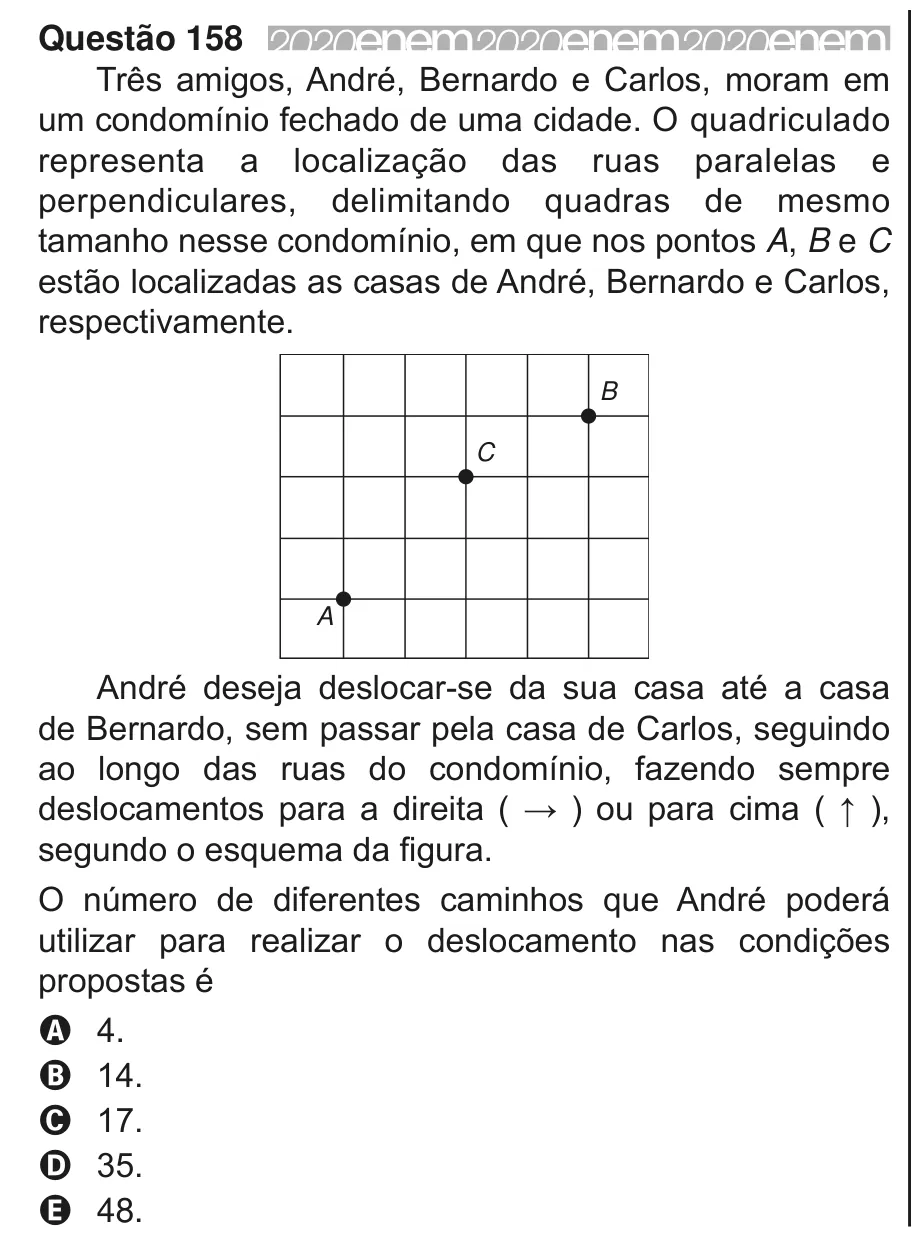 Questão 158 2020enem2020enem2020enem
Três amigos, André, Bernardo e Carlos, moram em
um condomínio fechado de uma cidade. O quadriculado
representa a localização das ruas paralelas e
perpendiculares, delimitando quadras de mesmo
tamanho nesse condomínio, em que nos pontos A, B e C
estão localizadas as casas de André, Bernardo e Carlos,
respectivamente.
B
C
A
André deseja deslocar-se da sua casa até a casa
de Bernardo, sem passar pela casa de Carlos, seguindo
ao longo das ruas do condomínio, fazendo sempre
deslocamentos para a direita ( → ) ou para cima ( ↑ ),
segundo o esquema da figura.
O número de diferentes caminhos que André poderá
utilizar para realizar o deslocamento nas condições
propostas é
A 4.
B 14.
C 17.
D 35.
E 48.